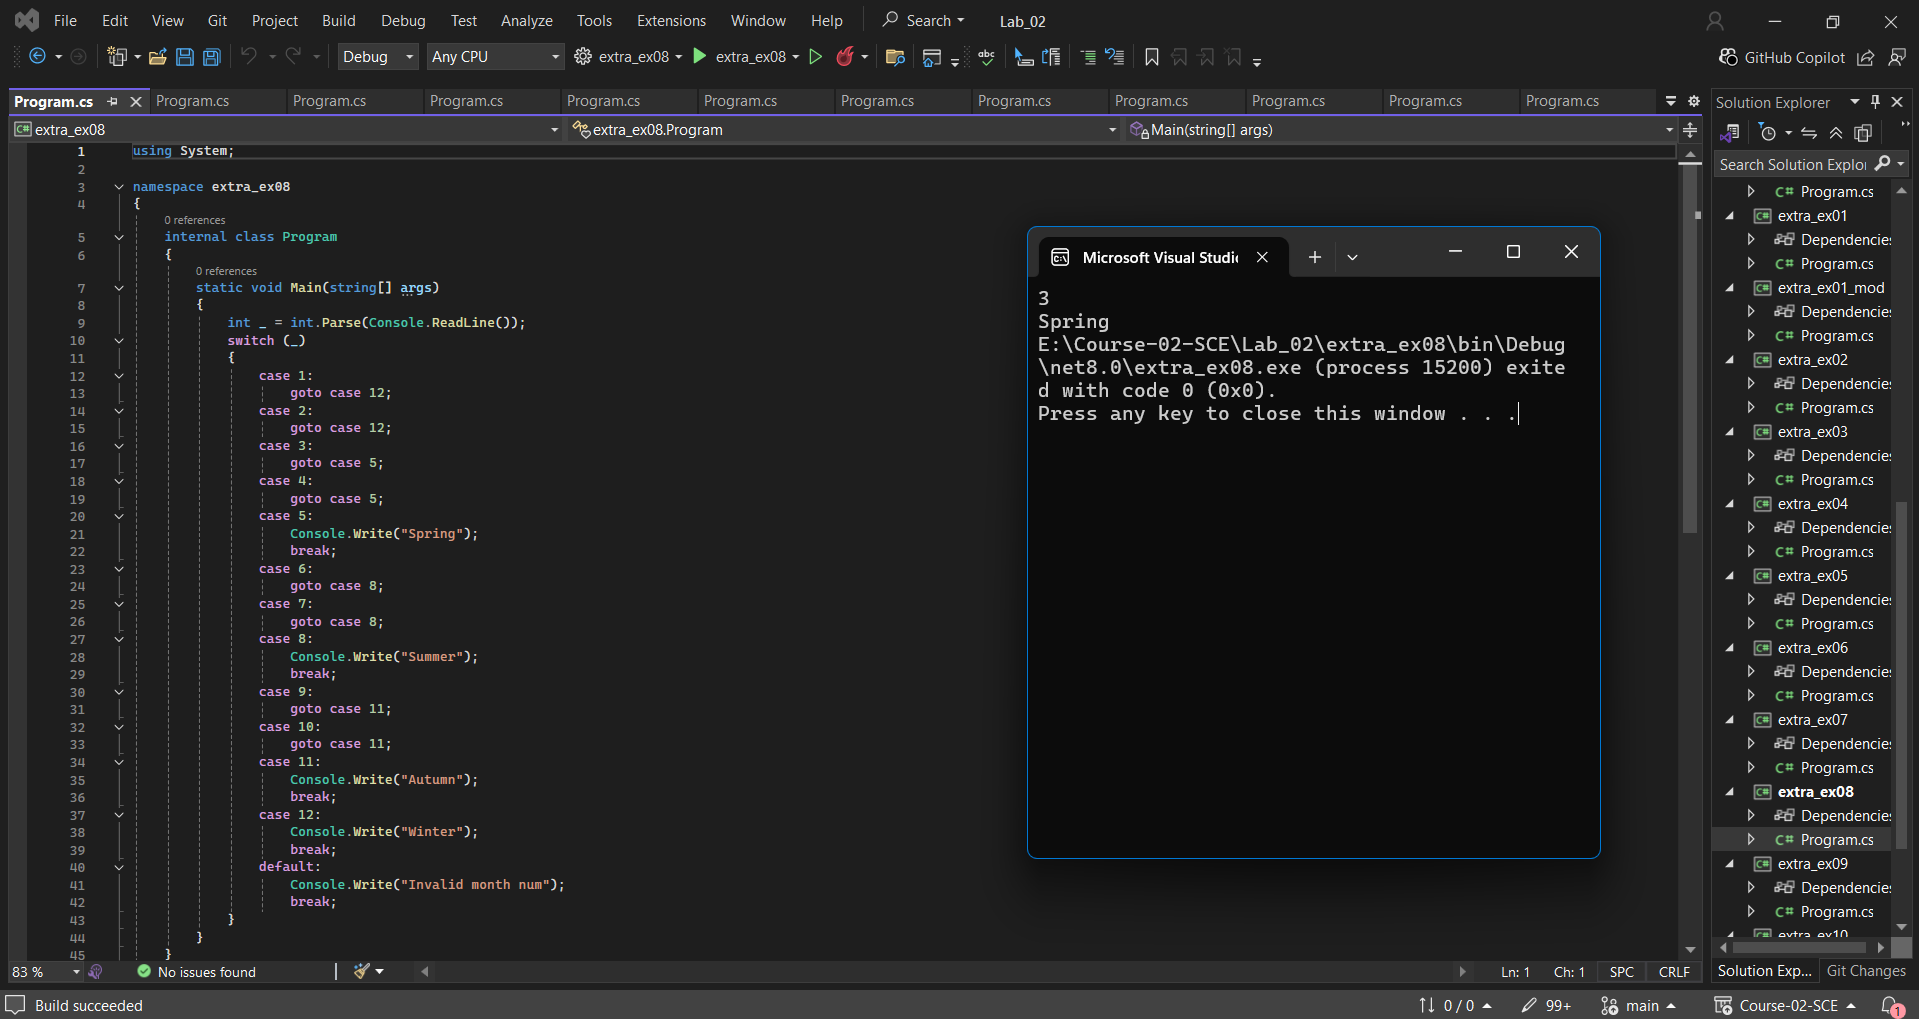 File Edit View Git Project Build Debug Test Analyze Tools Extensions Window Help Search Lab_02
Debug Any CPU extra_ex08 extra_ex08 GitHub Copilot
Program.cs Program.cs Program.cs Program.cs Program.cs Program.cs Program.cs Program.cs Program.cs Program.cs Program.cs Program.cs
extra_ex08 extra_ex08.Program Main(string[] args)
1 using System;
2
3 namespace extra_ex08
4 {
0 references
5 internal class Program
6 {
0 references
7 static void Main(string[] args)
8 {
9 int _ = int.Parse(Console.ReadLine());
10 switch (_)
11 {
12 case 1:
13 goto case 12;
14 case 2:
15 goto case 12;
16 case 3:
17 goto case 5;
18 case 4:
19 goto case 5;
20 case 5:
21 Console.Write("Spring");
22 break;
23 case 6:
24 goto case 8;
25 case 7:
26 goto case 8;
27 case 8:
28 Console.Write("Summer");
29 break;
30 case 9:
31 goto case 11;
32 case 10:
33 goto case 11;
34 case 11:
35 Console.Write("Autumn");
36 break;
37 case 12:
38 Console.Write("Winter");
39 break;
40 default:
41 Console.Write("Invalid month num");
42 break;
43 }
44 }
45 }
Microsoft Visual Studi
3
Spring
E:\Course-02-SCE\Lab_02\extra_ex08\bin\Debug
\net8.0\extra_ex08.exe (process 15200) exite
d with code 0 (0x0).
Press any key to close this window . . .
Solution Explorer
Search Solution Explo
Program.cs
extra_ex01
Dependencies
Program.cs
extra_ex01_mod
Dependencies
Program.cs
extra_ex02
Dependencies
Program.cs
extra_ex03
Dependencies
Program.cs
extra_ex04
Dependencies
Program.cs
extra_ex05
Dependencies
Program.cs
extra_ex06
Dependencies
Program.cs
extra_ex07
Dependencies
Program.cs
extra_ex08
Dependencies
Program.cs
extra_ex09
Dependencies
Program.cs
extra_ex10
Solution Exp... Git Changes
83 % No issues found Ln: 1 Ch: 1 SPC CRLF
Build succeeded 0 / 0 99+ main Course-02-SCE 1